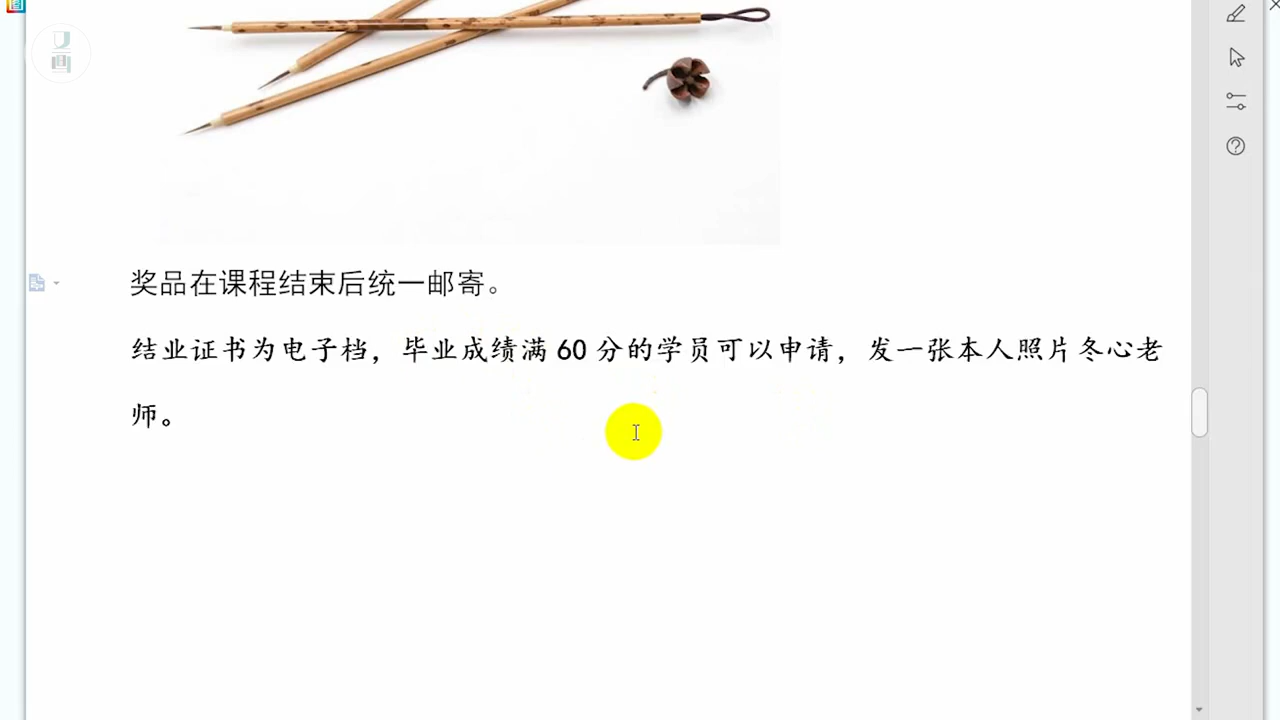 奖品在课程结束后统一邮寄。
结业证书为电子档，毕业成绩满 60 分的学员可以申请，发一张本人照片冬心老
师。